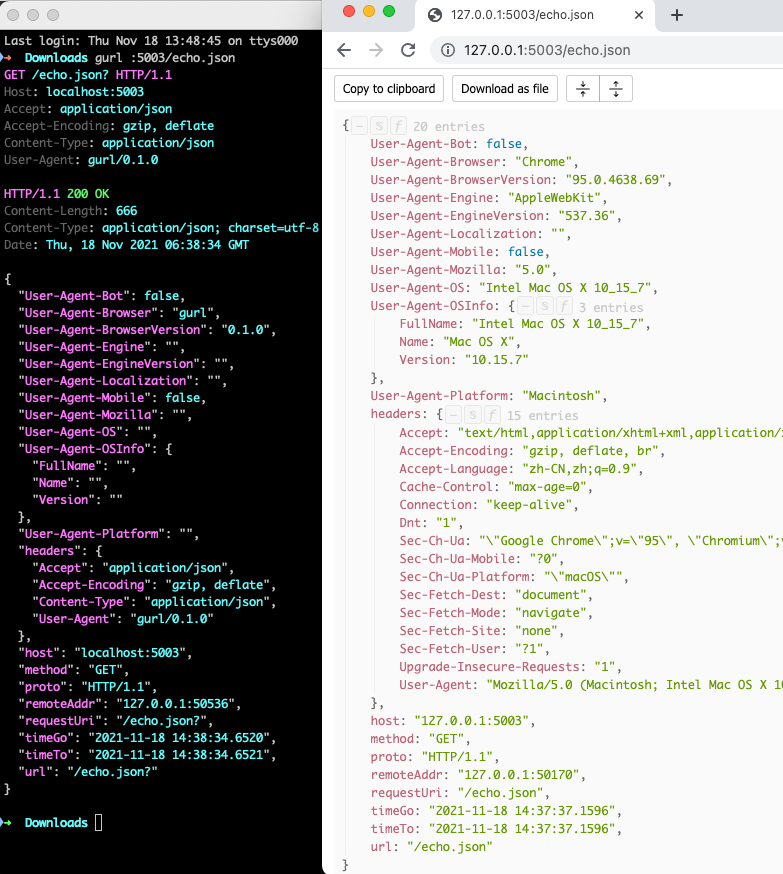 Last login: Thu Nov 18 13:48:45 on ttys000
➜ Downloads gurl :5003/echo.json
GET /echo.json? HTTP/1.1
Host: localhost:5003
Accept: application/json
Accept-Encoding: gzip, deflate
Content-Type: application/json
User-Agent: gurl/0.1.0
HTTP/1.1 200 OK
Content-Length: 666
Content-Type: application/json; charset=utf-8
Date: Thu, 18 Nov 2021 06:38:34 GMT
{
"User-Agent-Bot": false,
"User-Agent-Browser": "gurl",
"User-Agent-BrowserVersion": "0.1.0",
"User-Agent-Engine": "",
"User-Agent-EngineVersion": "",
"User-Agent-Localization": "",
"User-Agent-Mobile": false,
"User-Agent-Mozilla": "",
"User-Agent-OS": "",
"User-Agent-OSInfo": {
"FullName": "",
"Name": "",
"Version": ""
},
"User-Agent-Platform": "",
"headers": {
"Accept": "application/json",
"Accept-Encoding": "gzip, deflate",
"Content-Type": "application/json",
"User-Agent": "gurl/0.1.0"
},
"host": "localhost:5003",
"method": "GET",
"proto": "HTTP/1.1",
"remoteAddr": "127.0.0.1:50536",
"requestUri": "/echo.json?",
"timeGo": "2021-11-18 14:38:34.6520",
"timeTo": "2021-11-18 14:38:34.6521",
"url": "/echo.json?"
}
➜ Downloads
127.0.0.1:5003/echo.json
127.0.0.1:5003/echo.json
Copy to clipboard Download as file
{ − S f 20 entries
User-Agent-Bot: false,
User-Agent-Browser: "Chrome",
User-Agent-BrowserVersion: "95.0.4638.69",
User-Agent-Engine: "AppleWebKit",
User-Agent-EngineVersion: "537.36",
User-Agent-Localization: "",
User-Agent-Mobile: false,
User-Agent-Mozilla: "5.0",
User-Agent-OS: "Intel Mac OS X 10_15_7",
User-Agent-OSInfo: { − S f 3 entries
FullName: "Intel Mac OS X 10_15_7",
Name: "Mac OS X",
Version: "10.15.7"
},
User-Agent-Platform: "Macintosh",
headers: { − S f 15 entries
Accept: "text/html,application/xhtml+xml,application/
Accept-Encoding: "gzip, deflate, br",
Accept-Language: "zh-CN,zh;q=0.9",
Cache-Control: "max-age=0",
Connection: "keep-alive",
Dnt: "1",
Sec-Ch-Ua: "\"Google Chrome\";v=\"95\", \"Chromium\";v
Sec-Ch-Ua-Mobile: "?0",
Sec-Ch-Ua-Platform: "\"macOS\"",
Sec-Fetch-Dest: "document",
Sec-Fetch-Mode: "navigate",
Sec-Fetch-Site: "none",
Sec-Fetch-User: "?1",
Upgrade-Insecure-Requests: "1",
User-Agent: "Mozilla/5.0 (Macintosh; Intel Mac OS X 10
},
host: "127.0.0.1:5003",
method: "GET",
proto: "HTTP/1.1",
remoteAddr: "127.0.0.1:50170",
requestUri: "/echo.json",
timeGo: "2021-11-18 14:37:37.1596",
timeTo: "2021-11-18 14:37:37.1596",
url: "/echo.json"
}